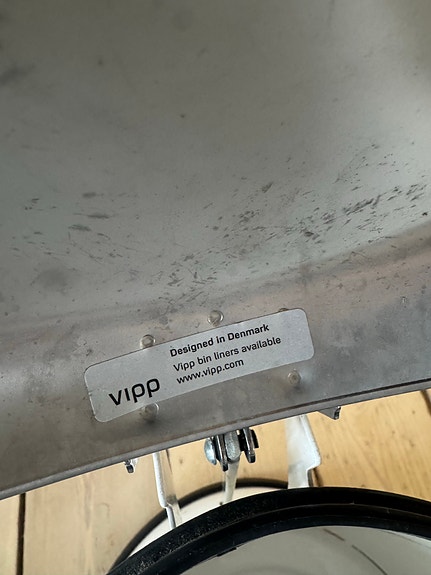 Designed in Denmark
Vipp bin liners available
www.vipp.com
vipp